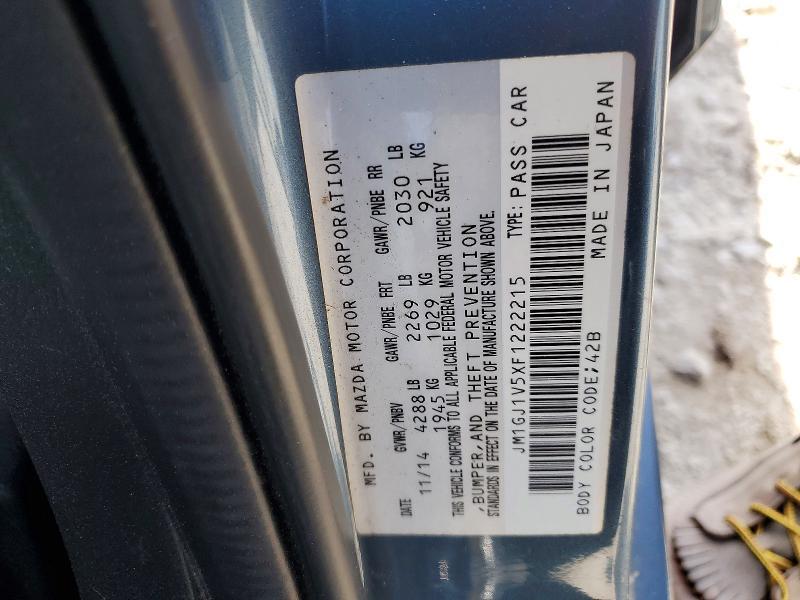 MFD. BY MAZDA MOTOR CORPORATION
DATE GVWR/PNBV GAWR/PNBE FRT GAWR/PNBE RR
11/14 4288 LB 2269 LB 2030 LB
1945 KG 1029 KG 921 KG
THIS VEHICLE CONFORMS TO ALL APPLICABLE FEDERAL MOTOR VEHICLE SAFETY
,BUMPER,AND THEFT PREVENTION
STANDARDS IN EFFECT ON THE DATE OF MANUFACTURE SHOWN ABOVE.
JM1GJ1V5XF1222215 TYPE: PASS CAR
BODY COLOR CODE;42B MADE IN JAPAN